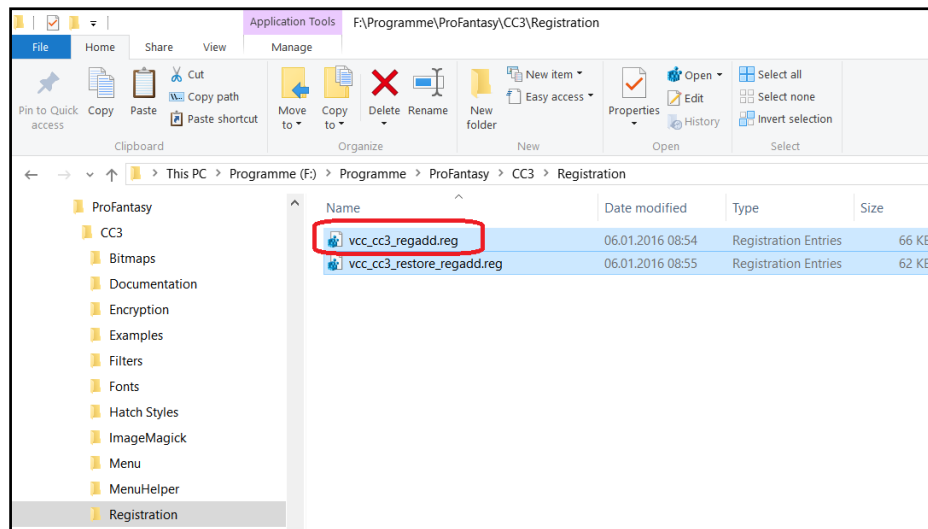 Application Tools F:\Programme\ProFantasy\CC3\Registration
File Home Share View Manage
Pin to Quick access
Copy
Paste
Cut
Copy path
Paste shortcut
Clipboard
Move to
Copy to
Delete
Rename
Organize
New folder
New item
Easy access
New
Properties
Open
Edit
History
Open
Select all
Select none
Invert selection
Select
This PC > Programme (F:) > Programme > ProFantasy > CC3 > Registration
ProFantasy
CC3
Bitmaps
Documentation
Encryption
Examples
Filters
Fonts
Hatch Styles
ImageMagick
Menu
MenuHelper
Registration
Name Date modified Type Size
vcc_cc3_regadd.reg 06.01.2016 08:54 Registration Entries 66 KB
vcc_cc3_restore_regadd.reg 06.01.2016 08:55 Registration Entries 62 KB